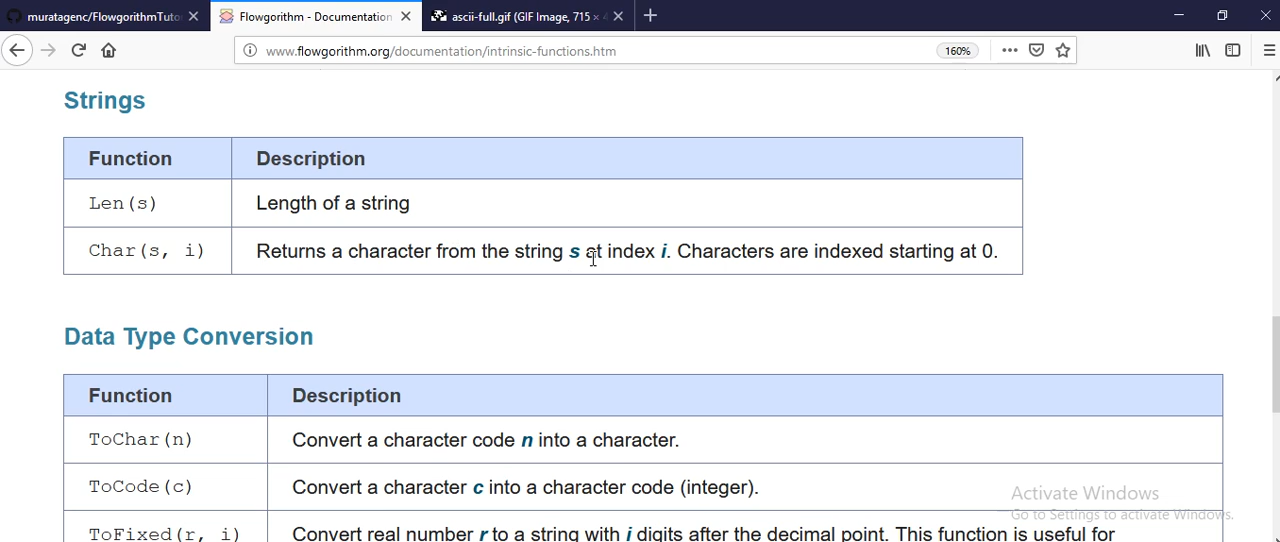 muratagenc/FlowgorithmTuto
Flowgorithm - Documentation
ascii-full.gif (GIF Image, 715 ×
www.flowgorithm.org/documentation/intrinsic-functions.htm
160%
Strings
Function Description
Len(s) Length of a string
Char(s, i) Returns a character from the string s at index i. Characters are indexed starting at 0.
Data Type Conversion
Function Description
ToChar(n) Convert a character code n into a character.
ToCode(c) Convert a character c into a character code (integer).
Activate Windows
Go to Settings to activate Windows.
ToFixed(r, i) Convert real number r to a string with i digits after the decimal point. This function is useful for